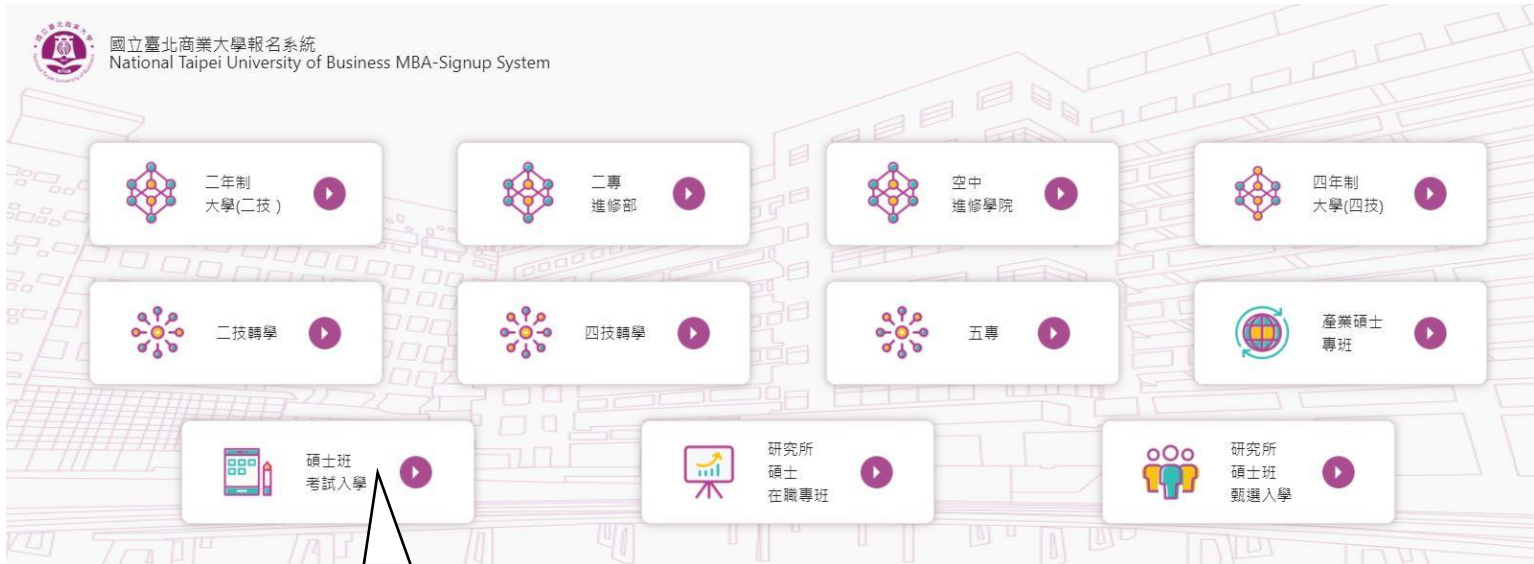 國立臺北商業大學報名系統
National Taipei University of Business MBA-Signup System
二年制
大學(二技)
二專
進修部
空中
進修學院
四年制
大學(四技)
二技轉學
四技轉學
五專
產業碩士
專班
碩士班
考試入學
研究所
碩士
在職專班
研究所
碩士班
甄選入學